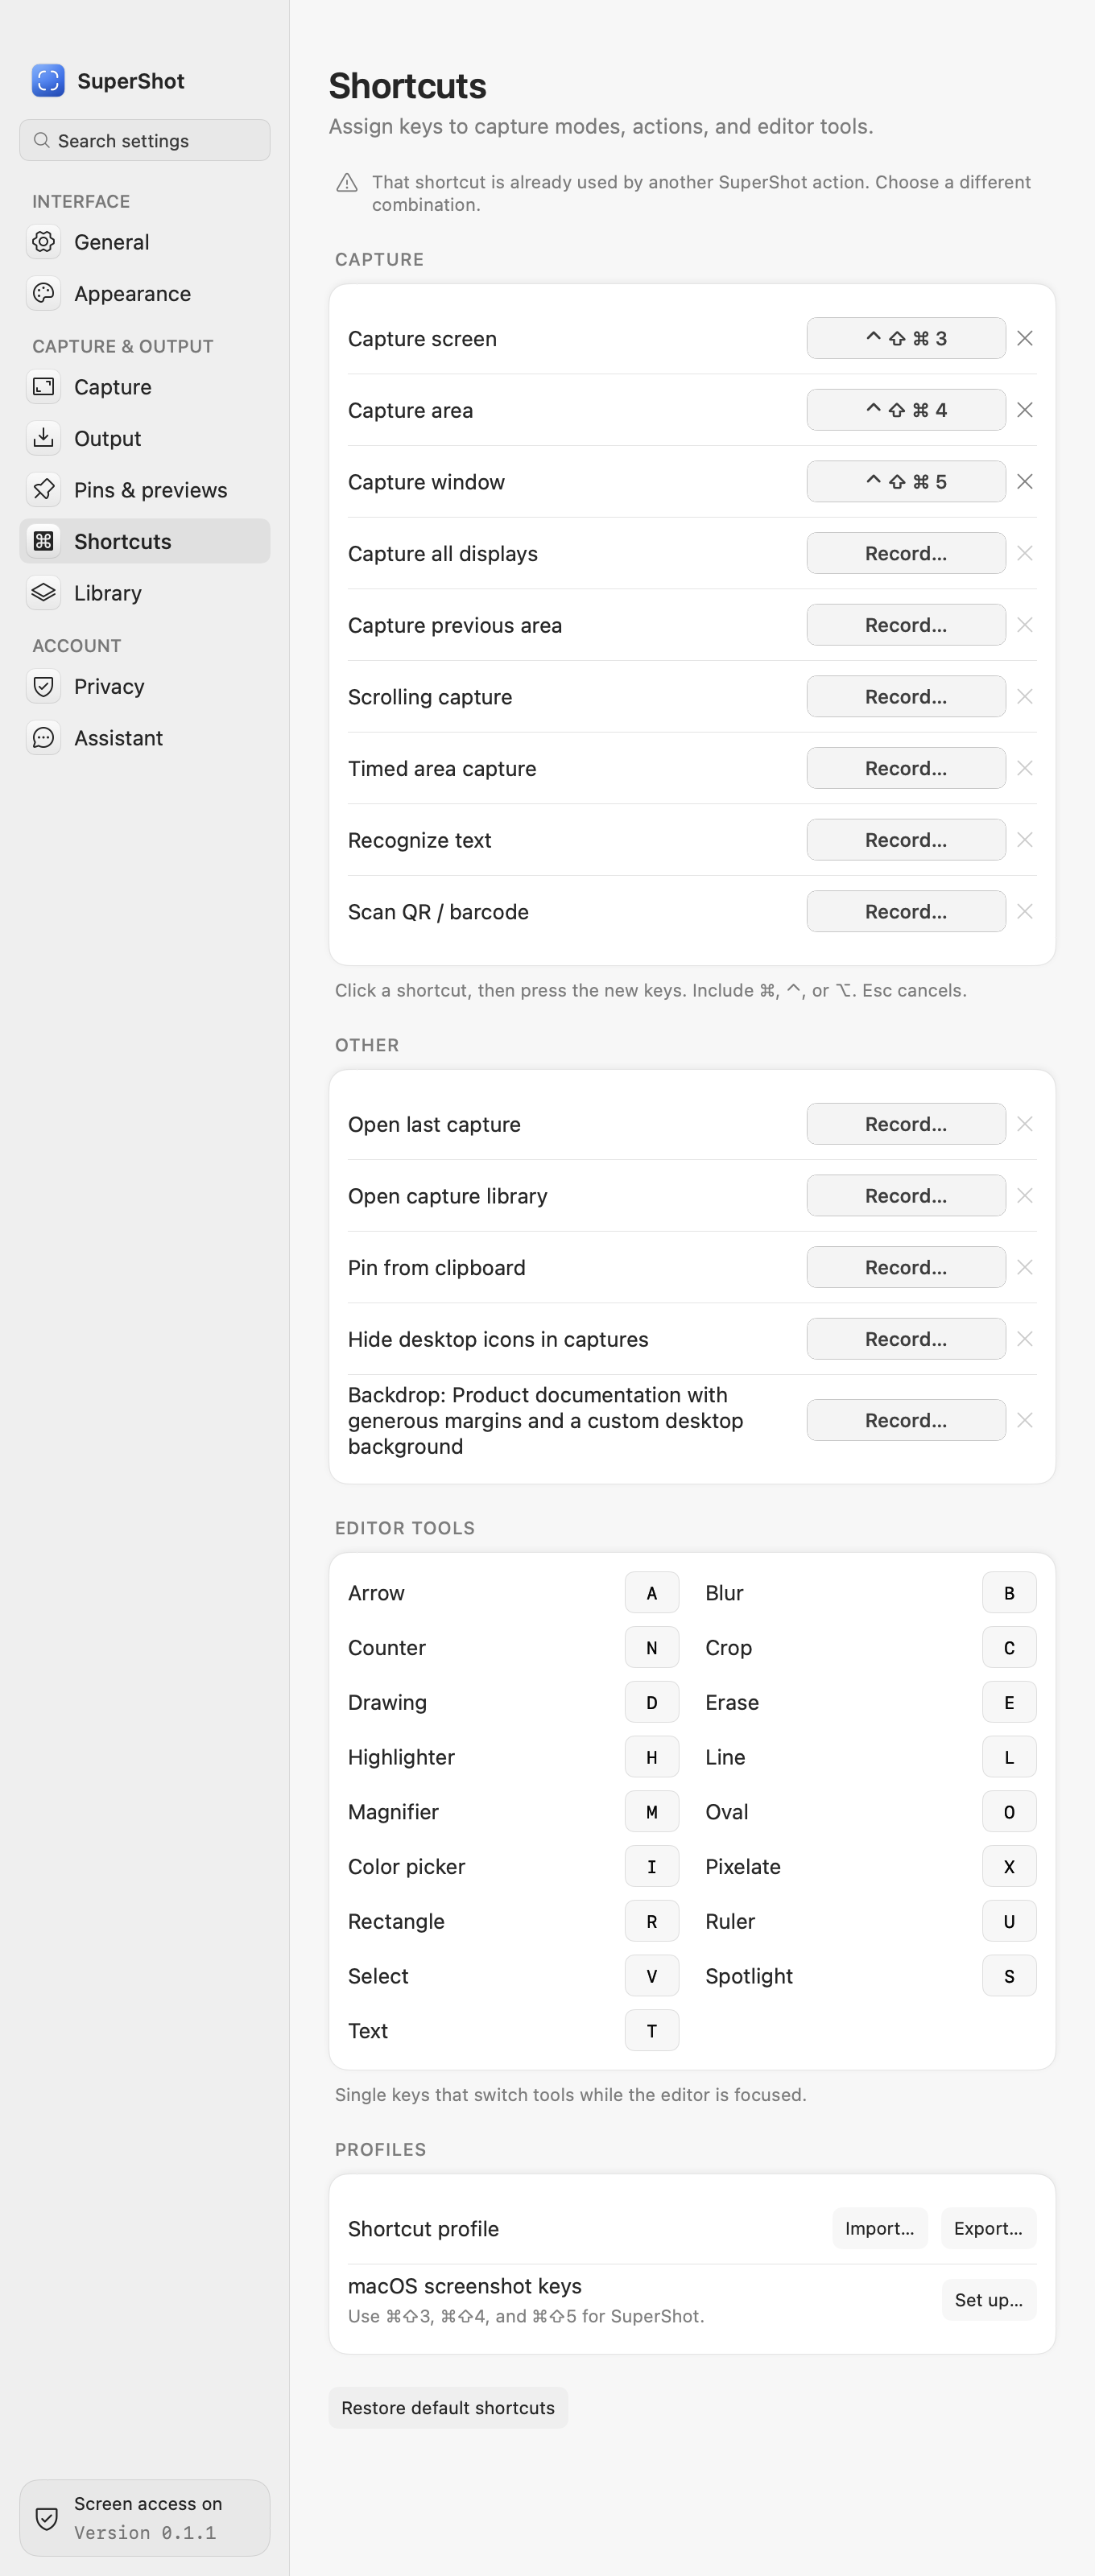 SuperShot
Search settings
INTERFACE
General
Appearance
CAPTURE & OUTPUT
Capture
Output
Pins & previews
Shortcuts
Library
ACCOUNT
Privacy
Assistant
Screen access on
Version 0.1.1
Shortcuts
Assign keys to capture modes, actions, and editor tools.
That shortcut is already used by another SuperShot action. Choose a different
combination.
CAPTURE
Capture screen ⌃ ⇧ ⌘ 3
Capture area ⌃ ⇧ ⌘ 4
Capture window ⌃ ⇧ ⌘ 5
Capture all displays Record...
Capture previous area Record...
Scrolling capture Record...
Timed area capture Record...
Recognize text Record...
Scan QR / barcode Record...
Click a shortcut, then press the new keys. Include ⌘, ⌃, or ⌥. Esc cancels.
OTHER
Open last capture Record...
Open capture library Record...
Pin from clipboard Record...
Hide desktop icons in captures Record...
Backdrop: Product documentation with
generous margins and a custom desktop
background
Record...
EDITOR TOOLS
Arrow A Blur B
Counter N Crop C
Drawing D Erase E
Highlighter H Line L
Magnifier M Oval O
Color picker I Pixelate X
Rectangle R Ruler U
Select V Spotlight S
Text T
Single keys that switch tools while the editor is focused.
PROFILES
Shortcut profile Import... Export...
macOS screenshot keys
Use ⌘⇧3, ⌘⇧4, and ⌘⇧5 for SuperShot.
Set up...
Restore default shortcuts